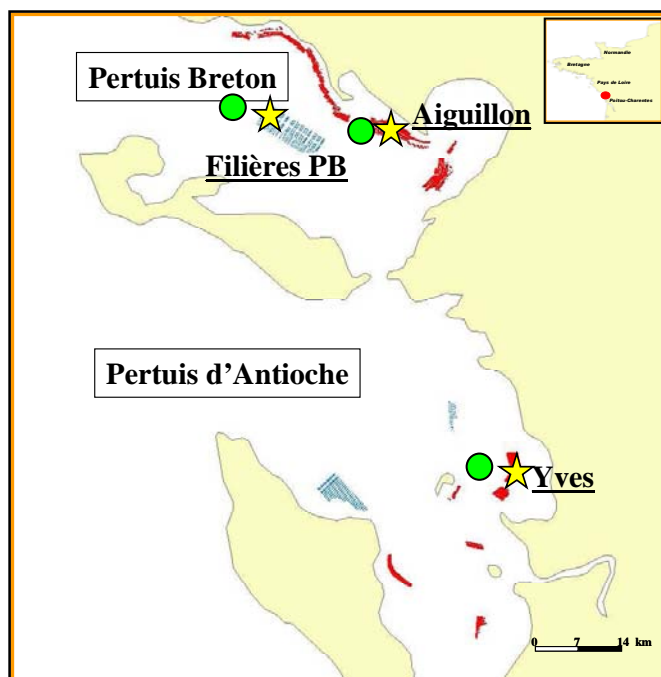 Normandie
Bretagne
Pays de Loire
Poitou-Charentes
Pertuis Breton
Aiguillon
Filières PB
Pertuis d'Antioche
Yves
0 7 14 km